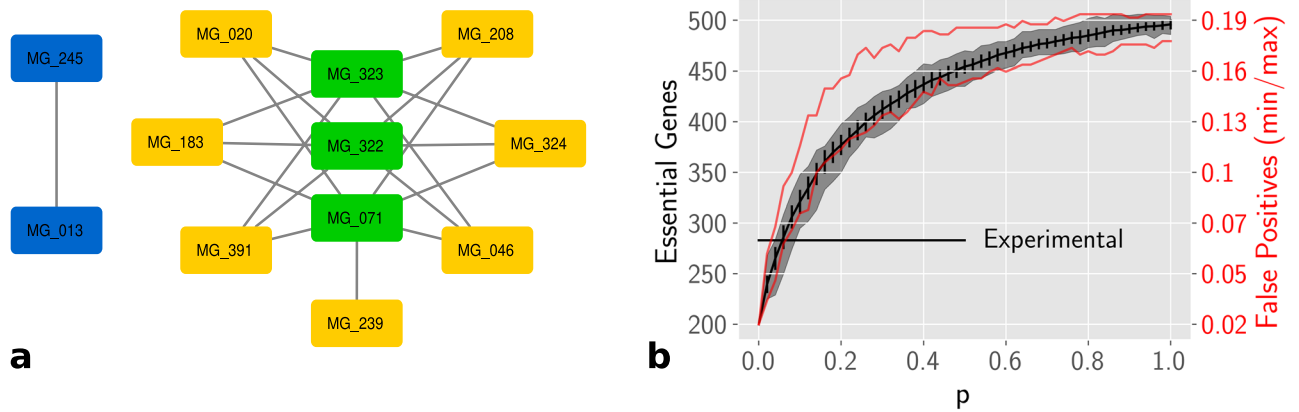 MG_245
MG_013
MG_020
MG_208
MG_323
MG_183
MG_322
MG_324
MG_071
MG_391
MG_046
MG_239
a
500
450
400
350
300
250
200
Essential Genes
0.19
0.16
0.13
0.1
0.07
0.05
0.02
False Positives (min/max)
Experimental
0.0 0.2 0.4 0.6 0.8 1.0
p
b